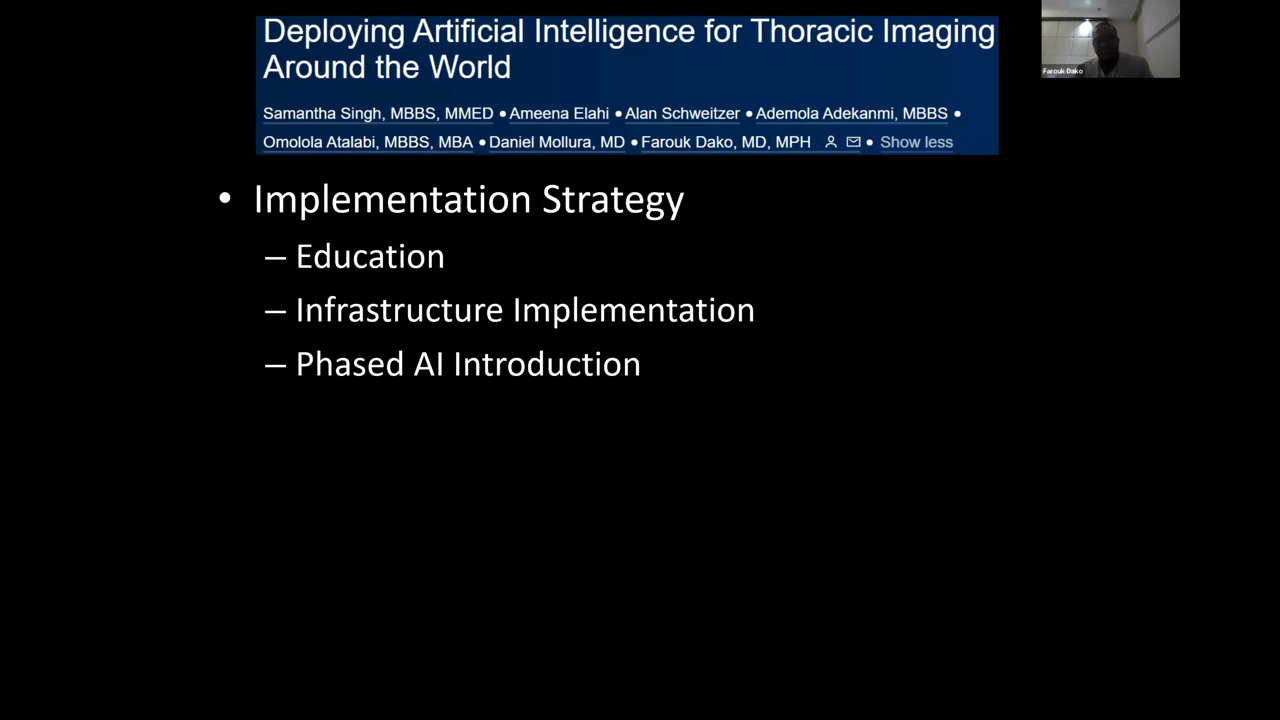 Deploying Artificial Intelligence for Thoracic Imaging
Around the World
Samantha Singh, MBBS, MMED • Ameena Elahi • Alan Schweitzer • Ademola Adekanmi, MBBS •
Omolola Atalabi, MBBS, MBA • Daniel Mollura, MD • Farouk Dako, MD, MPH • Show less
Farouk Dako
• Implementation Strategy
– Education
– Infrastructure Implementation
– Phased AI Introduction